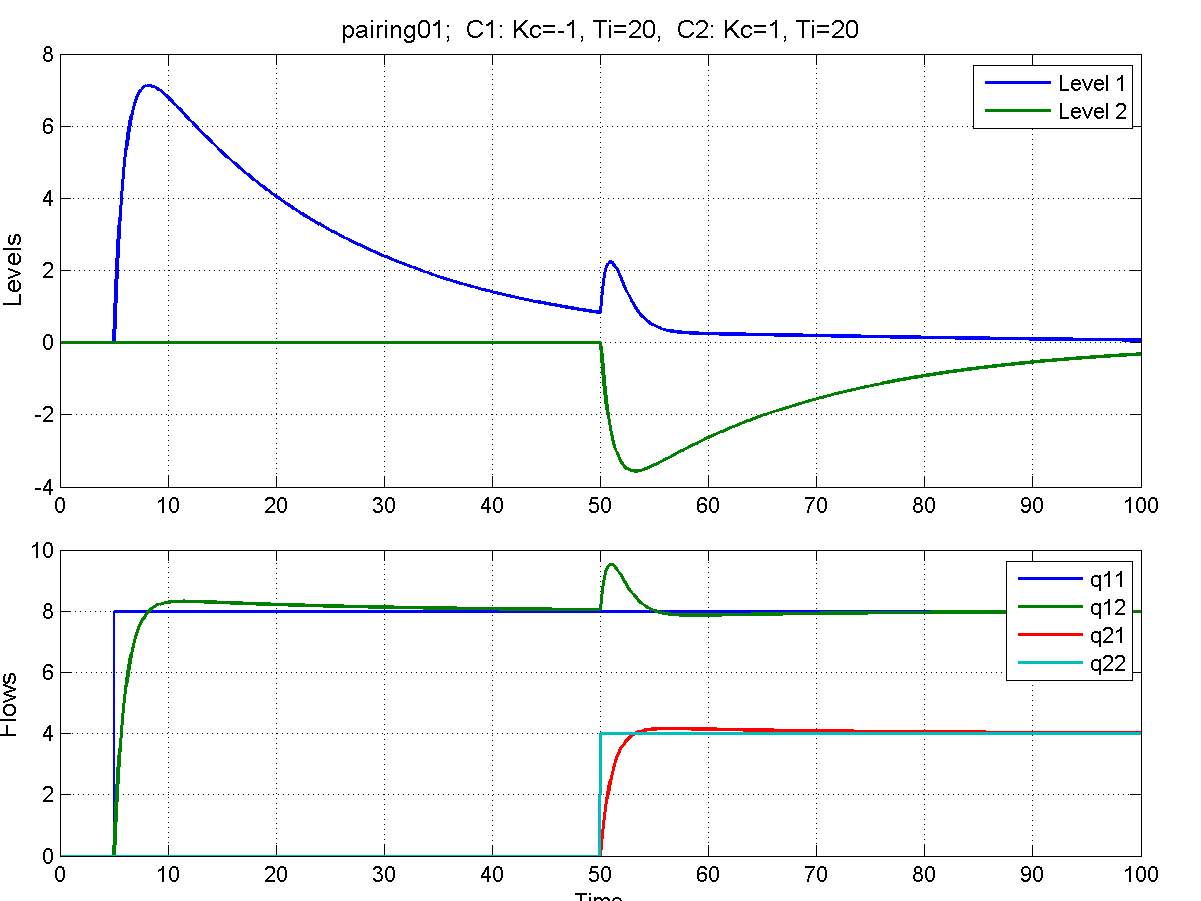 pairing01;  C1: Kc=-1, Ti=20,  C2: Kc=1, Ti=20
8
6
4
2
0
-2
-4
Levels
Level 1
Level 2
0 10 20 30 40 50 60 70 80 90 100
10
8
6
4
2
0
Flows
q11
q12
q21
q22
0 10 20 30 40 50 60 70 80 90 100
Time